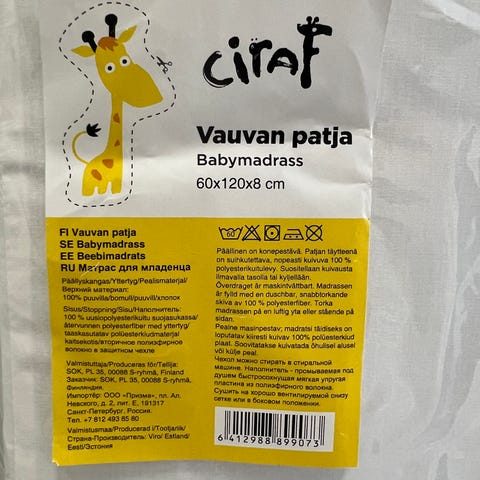 ciraf
Vauvan patja
Babymadrass
60x120x8 cm
FI Vauvan patja
SE Babymadrass
EE Beebimadrats
RU Матрас для младенца
Päällyskangas/Yttertyg/Pealismaterjal/
Верхний материал:
100% puuvilla/bomull/puuvill/хлопок
Sisus/Stoppning/Sisu/Наполнитель:
100 % uusiopolyesterikuitu suojasukassa/
återvunnen polyesterfiber med yttertyg/
taaskasutatav polüesterkiudmaterjal
kaitsekotis/вторичное полиэфирное
волокно в защитном чехле
Valmistuttaja/Producerad för/Tellija:
SOK, PL 35, 00088 S-ryhmä, Finland
Заказчик: SOK, PL 35, 00088 S-ryhmä,
Финляндия.
Импортёр: ООО «Призма», пл. Ал.
Невского, д. 2, лит Е, 191317
Санкт-Петербург, Россия.
Тел. +7 812 493 85 80
Valmistusmaa/Producerad i/Tootjariik/
Страна-Производитель: Viro/ Estland/
Eesti/Эстония
60
Päällinen on konepestävä. Patjan täytteenä
on suihkutettava, nopeasti kuivuva 100 %
polyesterikuitulevy. Suositellaan kuivausta
ilmavalla tasolla tai kyljellään.
Överdraget är maskintvättbart. Madrassen
är fylld med en duschbar, snabbtorkande
skiva av 100% polyesterfiber. Torka
madrassen på en luftig yta eller stående på
sidan.
Pealne masinpestav; madratsi täidiseks on
loputatav kiiresti kuivav 100% polüesterkiud
plaat. Soovitatakse kuivatada õhulisel alusel
või külje peal.
Чехол можно стирать в стиральной
машине. Наполнитель - промываемая под
душем быстросохнущая мягкая упругая
пластина из полиэфирного волокна.
Сушить на хорошо вентилируемой снизу
сетке или в боковом положении.
6 412988 899073